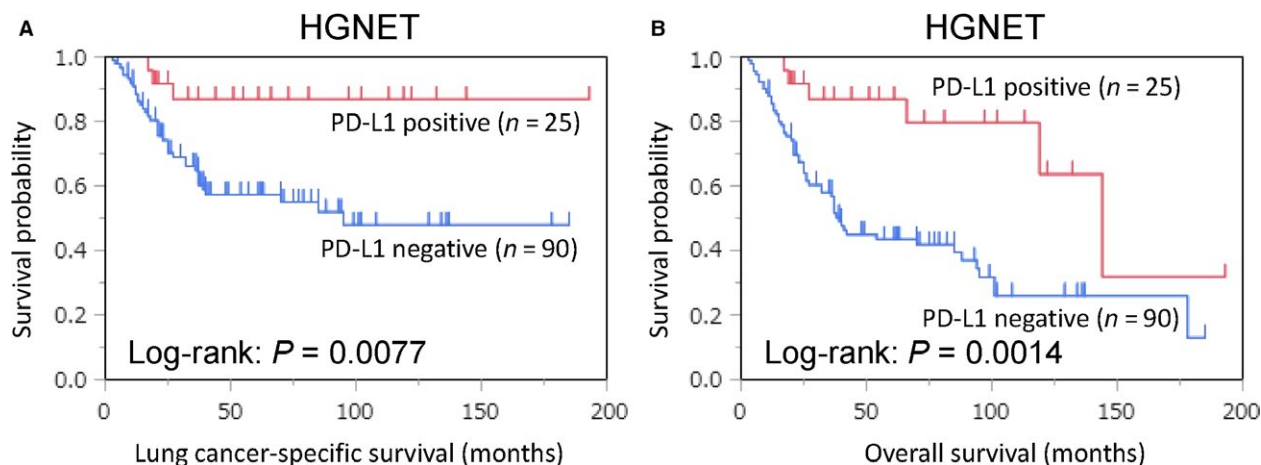 A
HGNET
1.0
0.8
0.6
0.4
0.2
0.0
Survival probability
PD-L1 positive (n = 25)
PD-L1 negative (n = 90)
Log-rank: P = 0.0077
0 50 100 150 200
Lung cancer-specific survival (months)
B
HGNET
1.0
0.8
0.6
0.4
0.2
0.0
Survival probability
PD-L1 positive (n = 25)
PD-L1 negative (n = 90)
Log-rank: P = 0.0014
0 50 100 150 200
Overall survival (months)